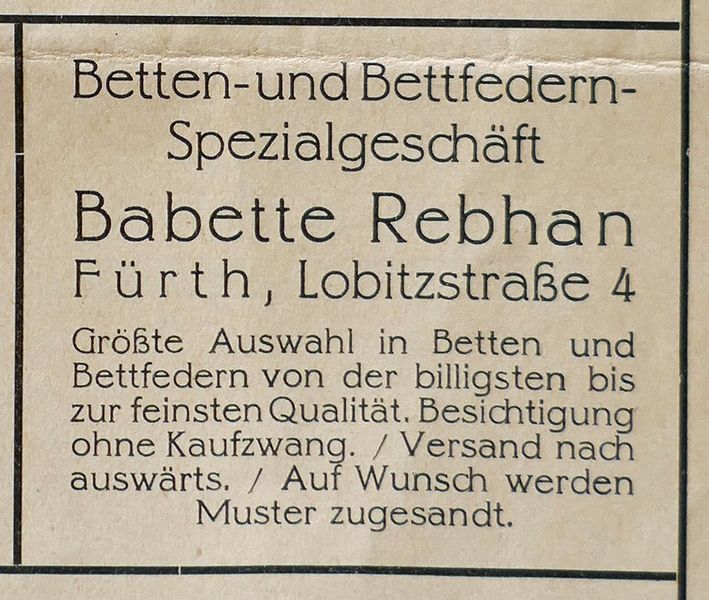 Betten- und Bettfedern-
Spezialgeschäft
Babette Rebhan
Fürth, Lobitzstraße 4
Größte Auswahl in Betten und
Bettfedern von der billigsten bis
zur feinsten Qualität. Besichtigung
ohne Kaufzwang. / Versand nach
auswärts. / Auf Wunsch werden
Muster zugesandt.